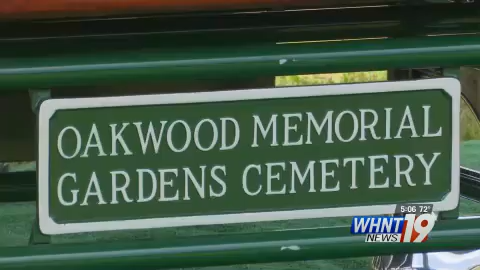 OAKWOOD MEMORIAL
GARDENS CEMETERY
5:06 72°
WHNT 19
NEWS